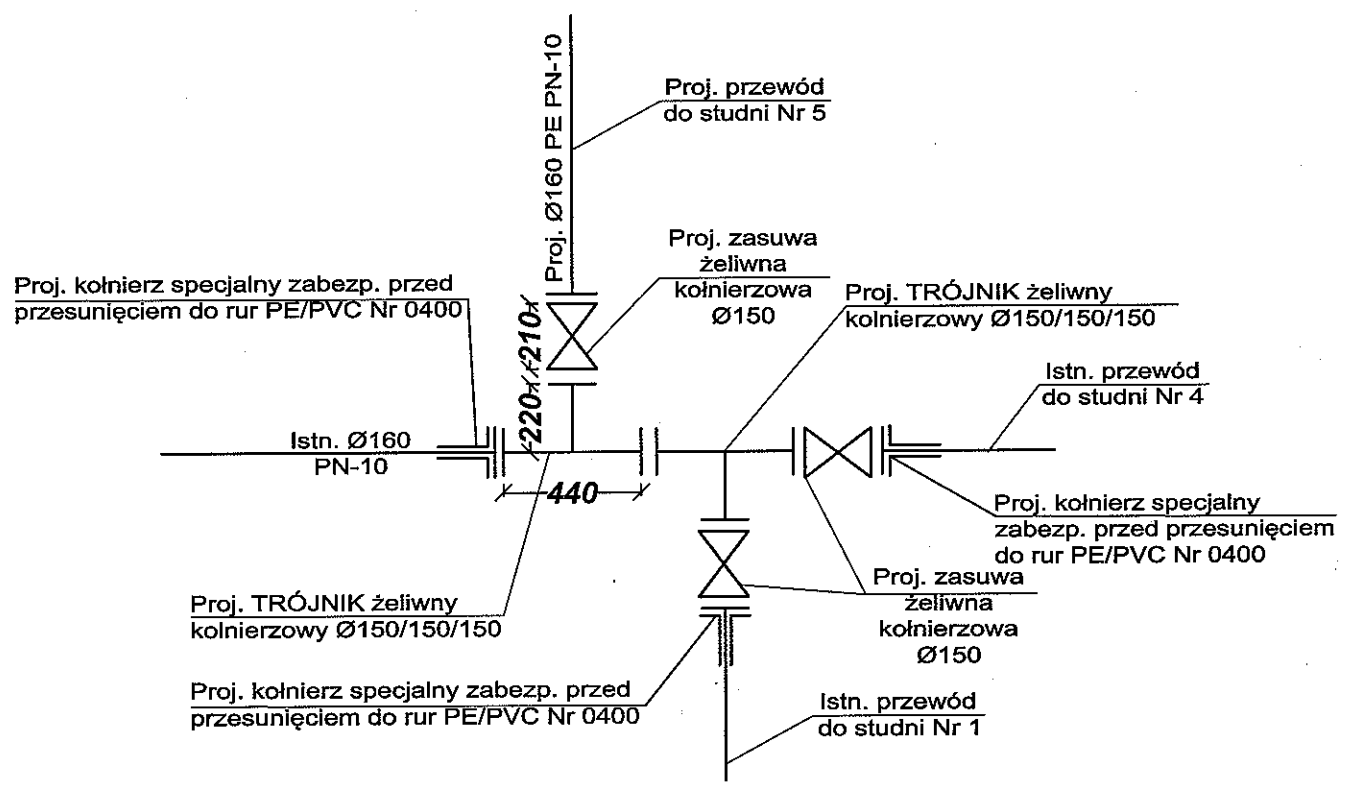 Proj. Ø160 PE PN-10
Proj. przewód
do studni Nr 5
Proj. zasuwa
żeliwna
kołnierzowa
Ø150
Proj. kołnierz specjalny zabezp. przed
przesunięciem do rur PE/PVC Nr 0400
Proj. TRÓJNIK żeliwny
kolnierzowy Ø150/150/150
210
220
Istn. przewód
do studni Nr 4
Istn. Ø160
PN-10
440
Proj. kołnierz specjalny
zabezp. przed przesunięciem
do rur PE/PVC Nr 0400
Proj. zasuwa
żeliwna
kołnierzowa
Ø150
Proj. TRÓJNIK żeliwny
kolnierzowy Ø150/150/150
Proj. kołnierz specjalny zabezp. przed
przesunięciem do rur PE/PVC Nr 0400
Istn. przewód
do studni Nr 1